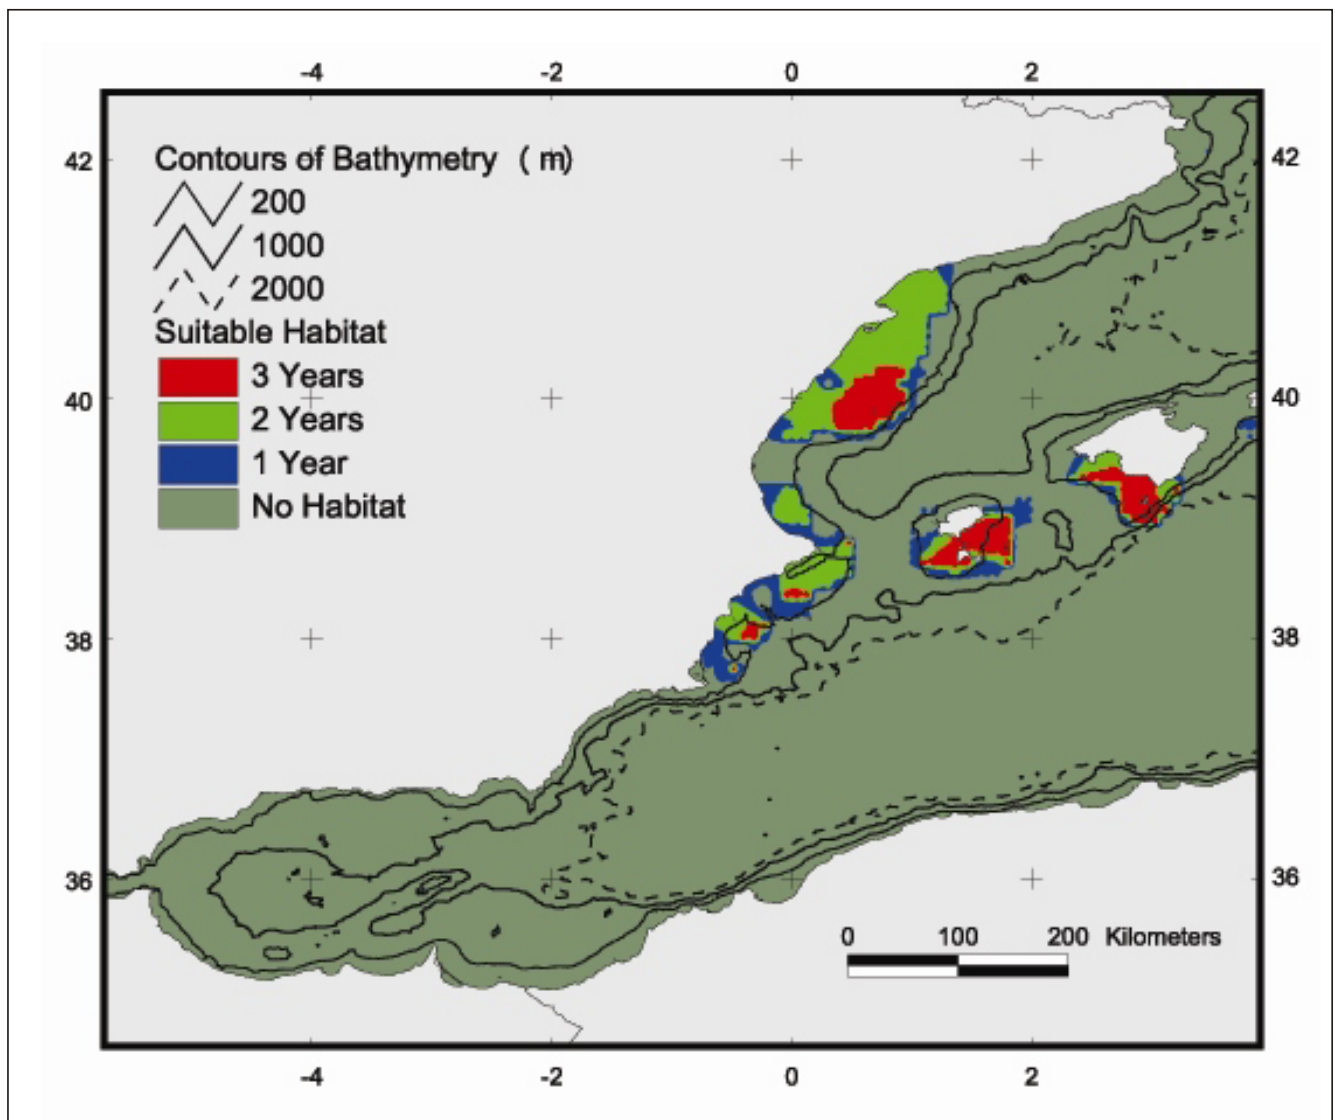 -4 -2 0 2
42 42
Contours of Bathymetry ( m)
200
1000
2000
Suitable Habitat
3 Years
2 Years
1 Year
No Habitat
40 40
38 38
36 36
0 100 200 Kilometers
-4 -2 0 2